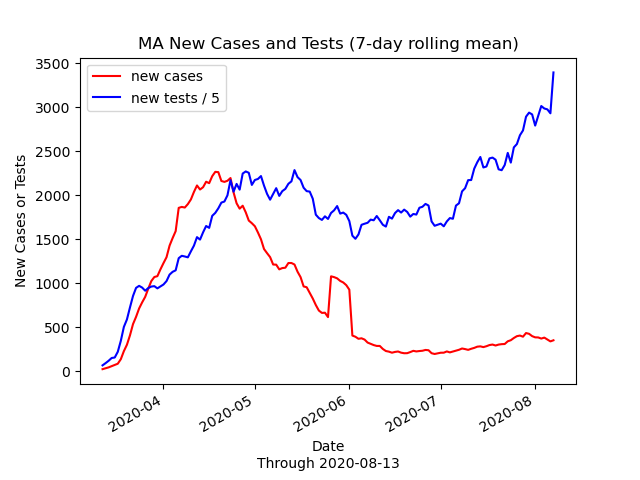 MA New Cases and Tests (7-day rolling mean)
new cases
new tests / 5
3500
3000
2500
2000
1500
1000
500
0
New Cases or Tests
2020-04
2020-05
2020-06
2020-07
2020-08
Date
Through 2020-08-13